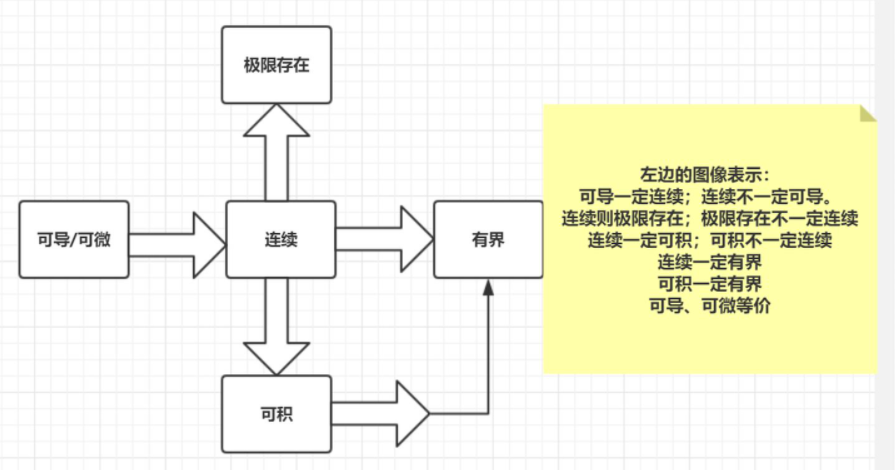 极限存在
可导/可微
连续
有界
可积
左边的图像表示：
可导一定连续；连续不一定可导。
连续则极限存在；极限存在不一定连续
连续一定可积；可积不一定连续
连续一定有界
可积一定有界
可导、可微等价